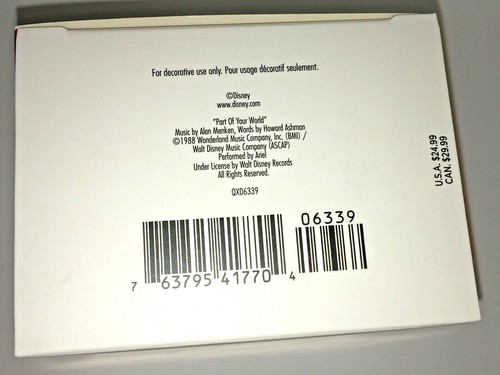 For decorative use only. Pour usage décoratif seulement.
©Disney
www.disney.com
"Part Of Your World"
Music by Alan Menken, Words by Howard Ashman
©1988 Wonderland Music Company, Inc. (BMI) /
Walt Disney Music Company (ASCAP)
Performed by Ariel
Under License by Walt Disney Records
All Rights Reserved.
QXD6339
U.S.A. $24.99
CAN. $29.99
06339
7 63795 41770 4